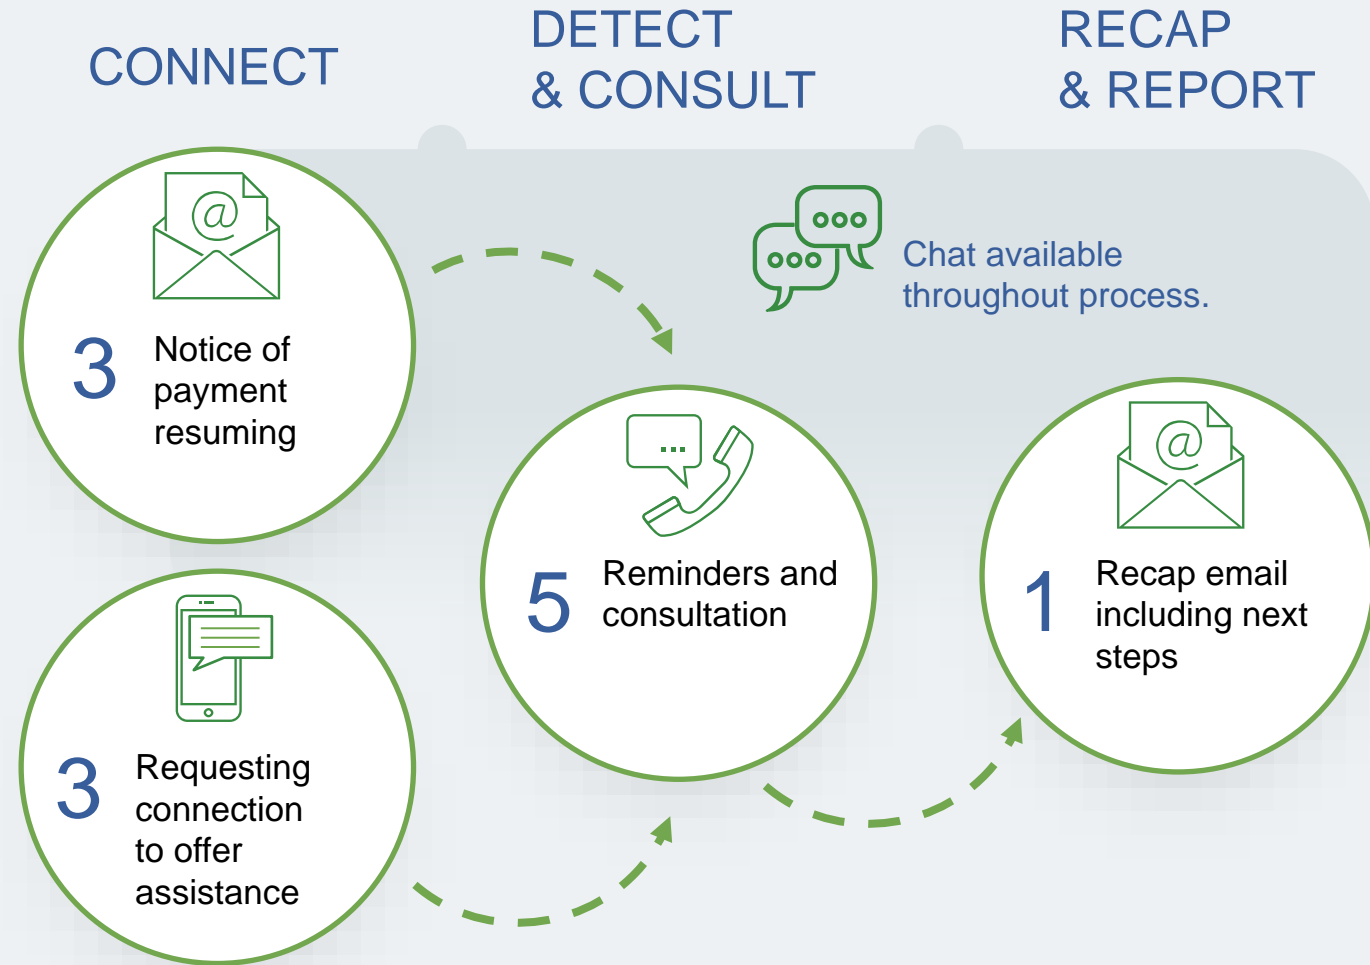 CONNECT
DETECT
& CONSULT
RECAP
& REPORT
@
3
Notice of
payment
resuming
Chat available
throughout process.
3
Requesting
connection
to offer
assistance
5
Reminders and
consultation
@
1
Recap email
including next
steps